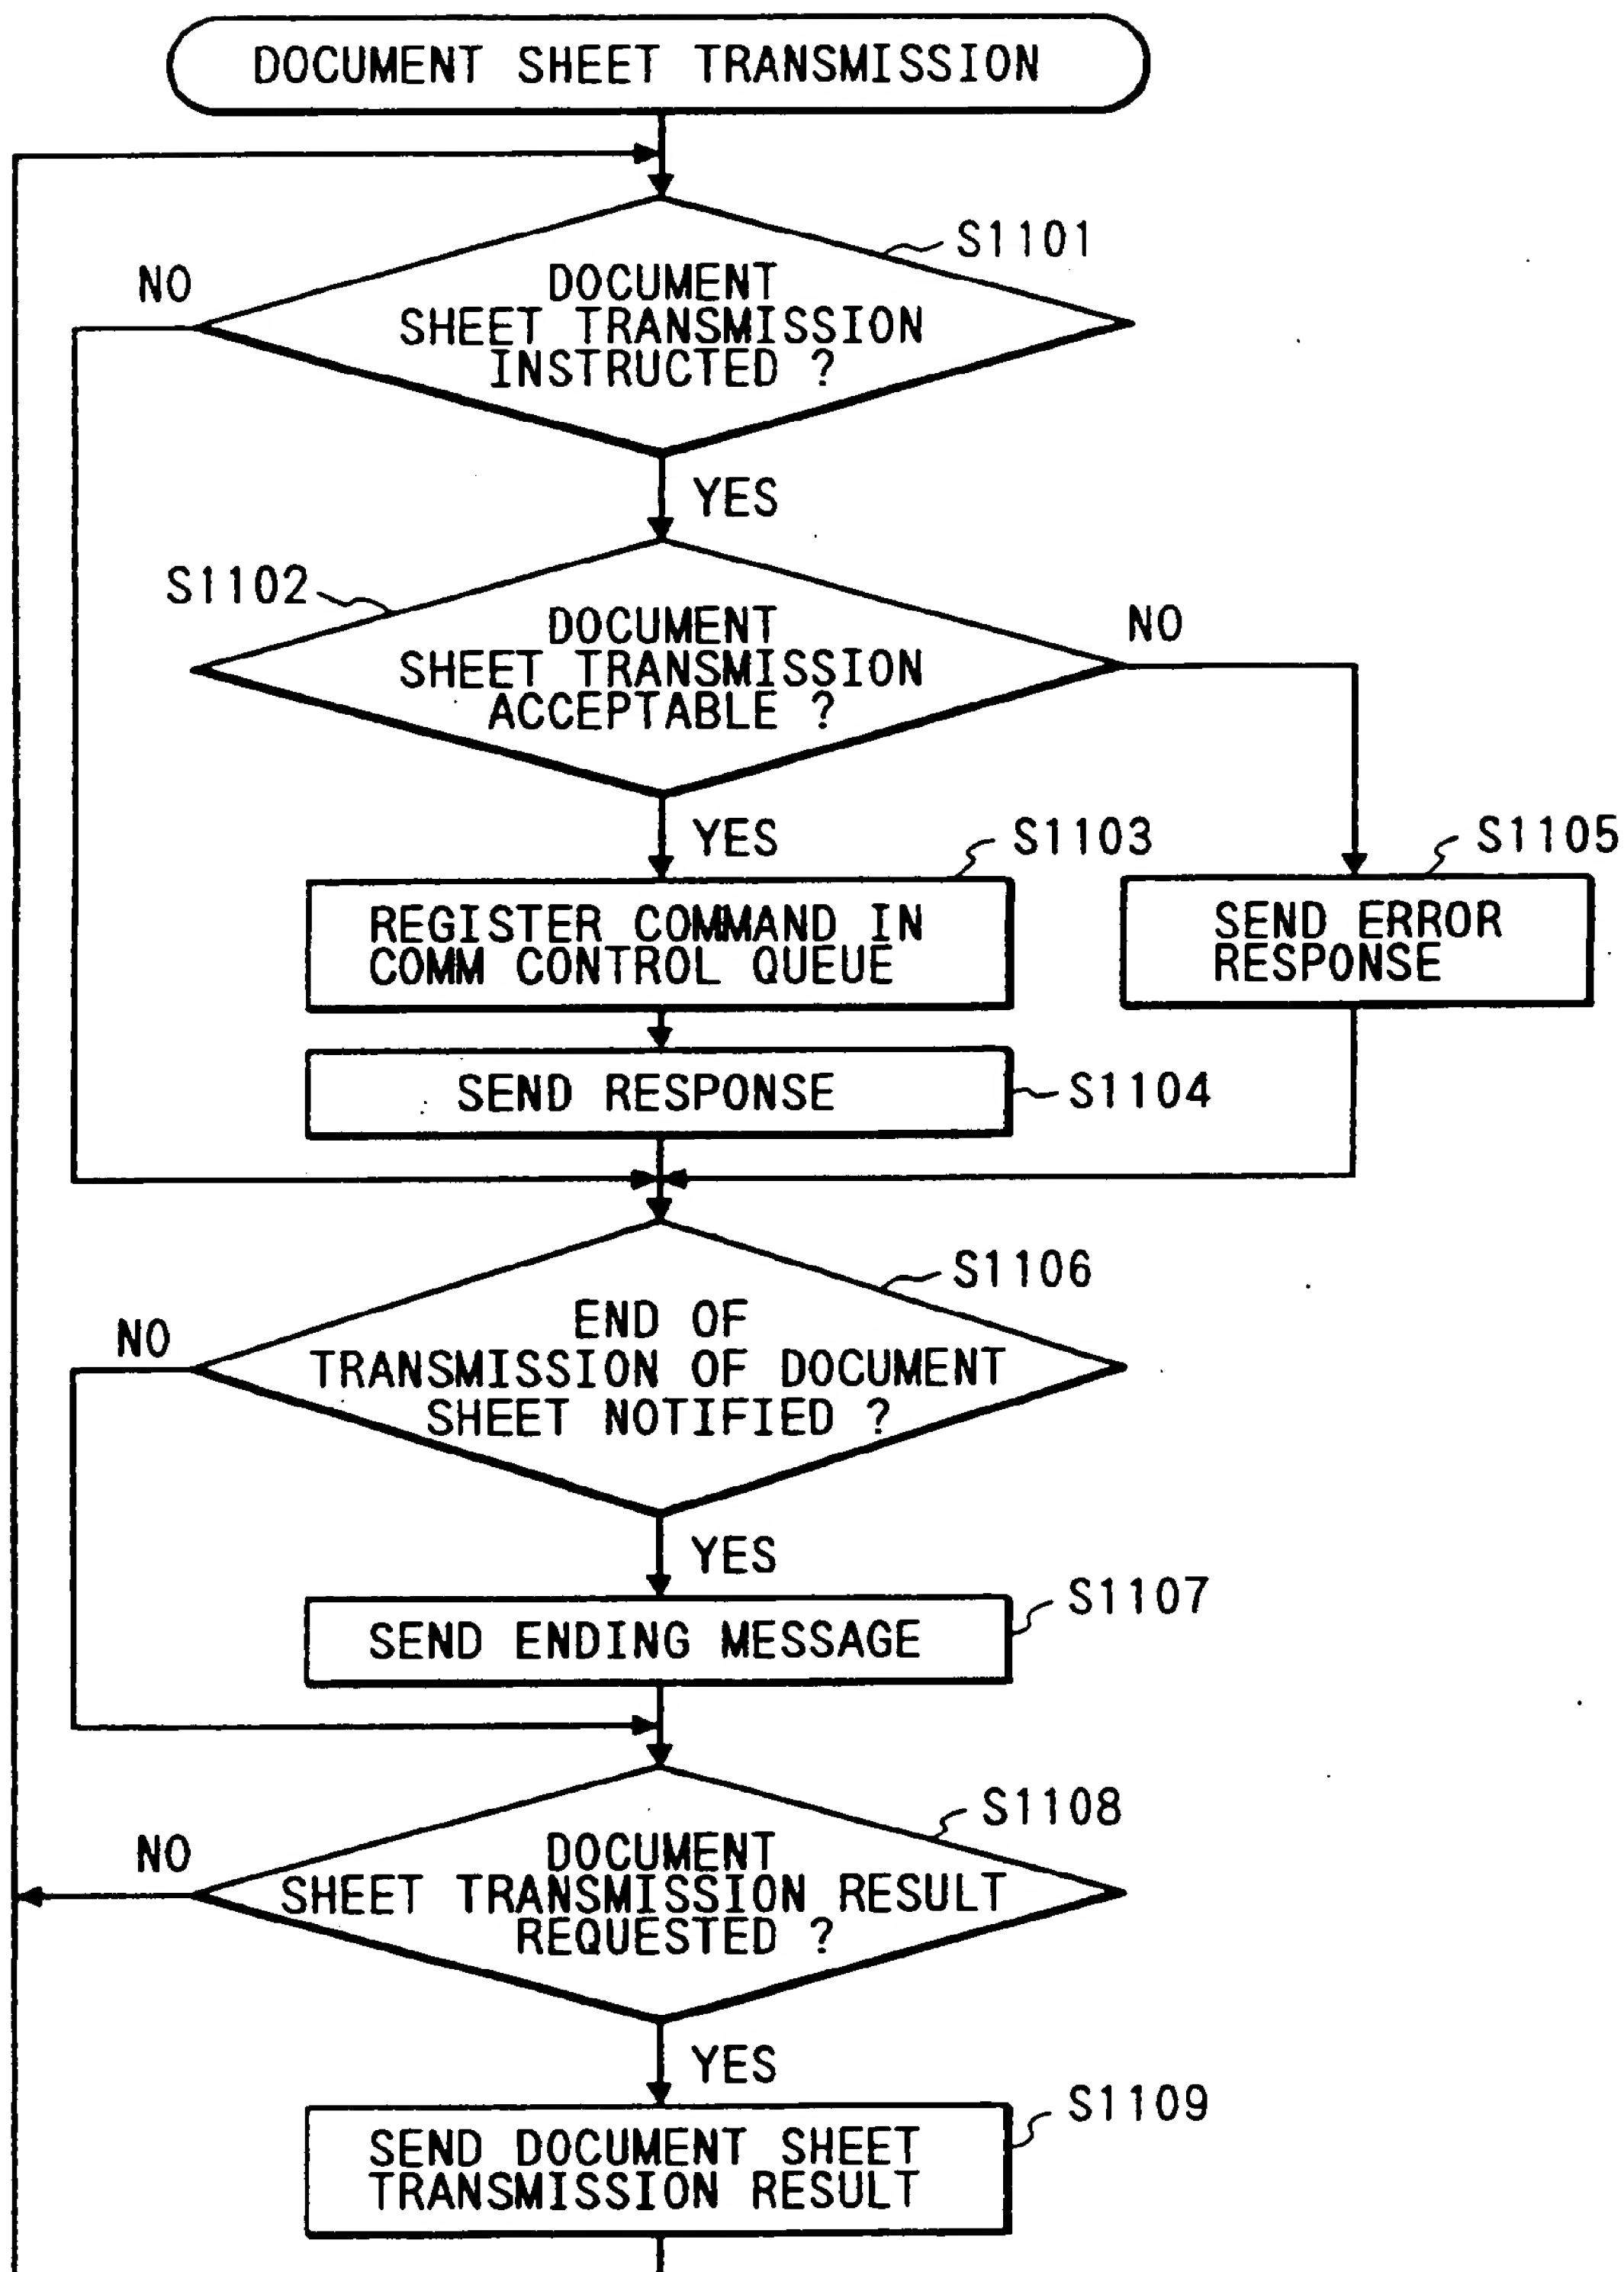 DOCUMENT SHEET TRANSMISSION
S1101
NO
DOCUMENT
SHEET TRANSMISSION
INSTRUCTED ?
YES
S1102
DOCUMENT
SHEET TRANSMISSION
ACCEPTABLE ?
NO
YES
S1103
S1105
REGISTER COMMAND IN
COMM CONTROL QUEUE
SEND ERROR
RESPONSE
SEND RESPONSE
S1104
S1106
NO
END OF
TRANSMISSION OF DOCUMENT
SHEET NOTIFIED ?
YES
S1107
SEND ENDING MESSAGE
S1108
NO
DOCUMENT
SHEET TRANSMISSION RESULT
REQUESTED ?
YES
S1109
SEND DOCUMENT SHEET
TRANSMISSION RESULT